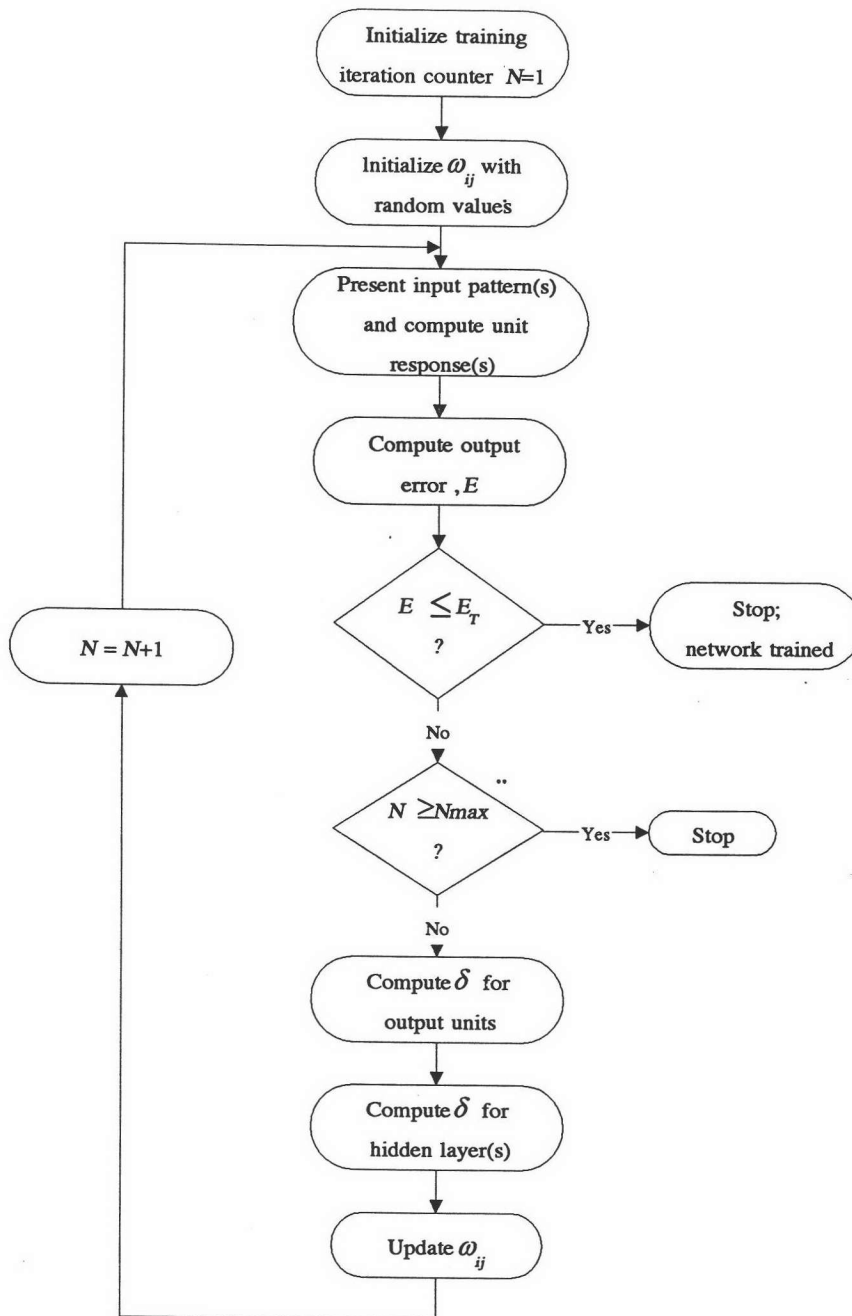 Initialize training
iteration counter N=1
Initialize ω_ij with
random value's
Present input pattern(s)
and compute unit
response(s)
Compute output
error , E
E ≤ E_T
?
Yes
Stop;
network trained
N = N+1
No
N ≥Nmax
?
Yes
Stop
No
Compute δ for
output units
Compute δ for
hidden layer(s)
Update ω_ij